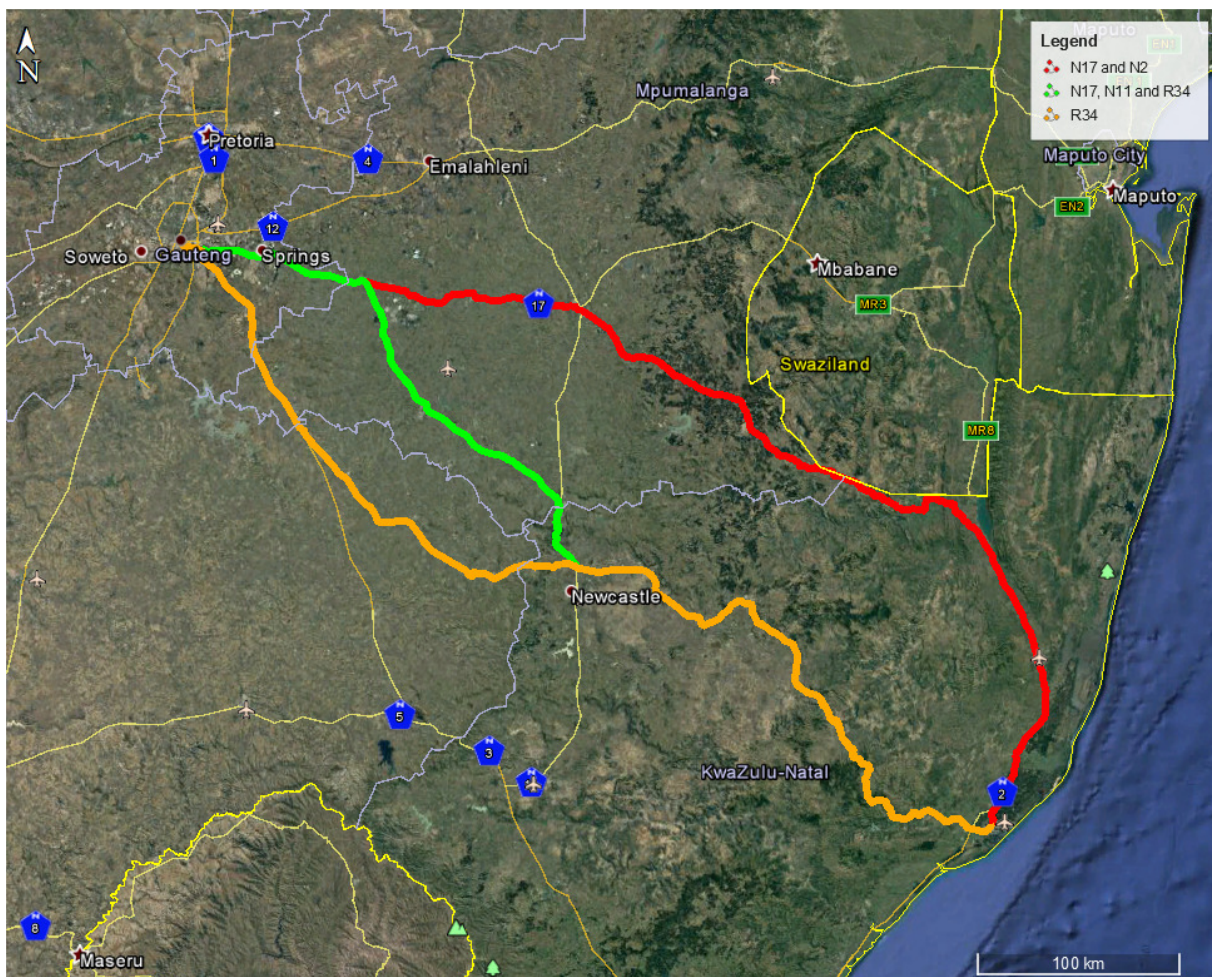 N
Legend
N17 and N2
N17, N11 and R34
R34
Maputo
EN1
Mpumalanga
N
Pretoria
1
N
4
Emalahleni
Maputo City
EN2
Maputo
N
12
Soweto
Gauteng
Springs
Mbabane
N
17
MR3
Swaziland
MR8
Newcastle
N
5
N
3
KwaZulu-Natal
N
2
N
8
Maseru
100 km